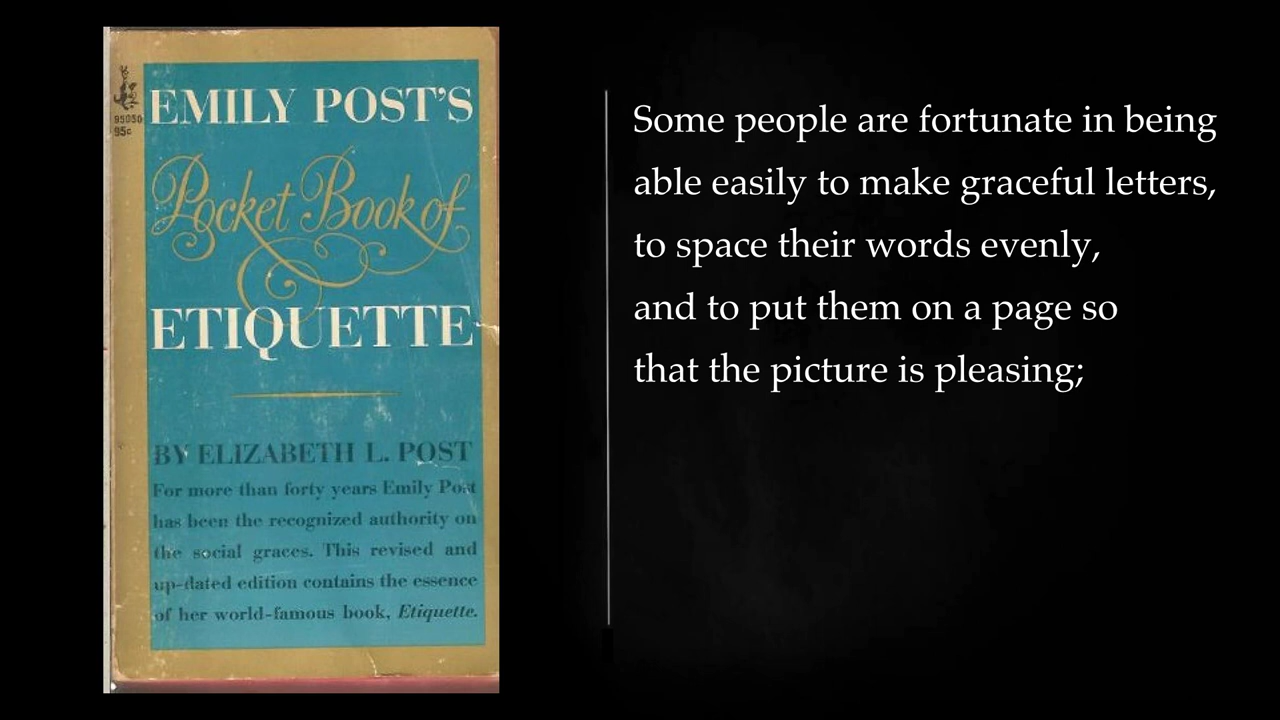 EMILY POST'S
Pocket Book of
ETIQUETTE
95050
95c
BY ELIZABETH L. POST
For more than forty years Emily Post
has been the recognized authority on
the social graces. This revised and
up-dated edition contains the essence
of her world-famous book, Etiquette.
Some people are fortunate in being
able easily to make graceful letters,
to space their words evenly,
and to put them on a page so
that the picture is pleasing;